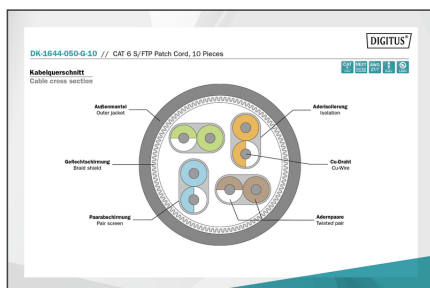 DIGITUS®
DK-1644-050-G-10 // CAT 6 S/FTP Patch Cord, 10 Pieces
Kabelquerschnitt
Cable cross section
Außenmantel
Outer jacket
Aderisolierung
Isolation
Geflechtschirmung
Braid shield
Cu-Draht
Cu-Wire
Paarabschirmung
Pair screen
Adernpaare
Twisted pair